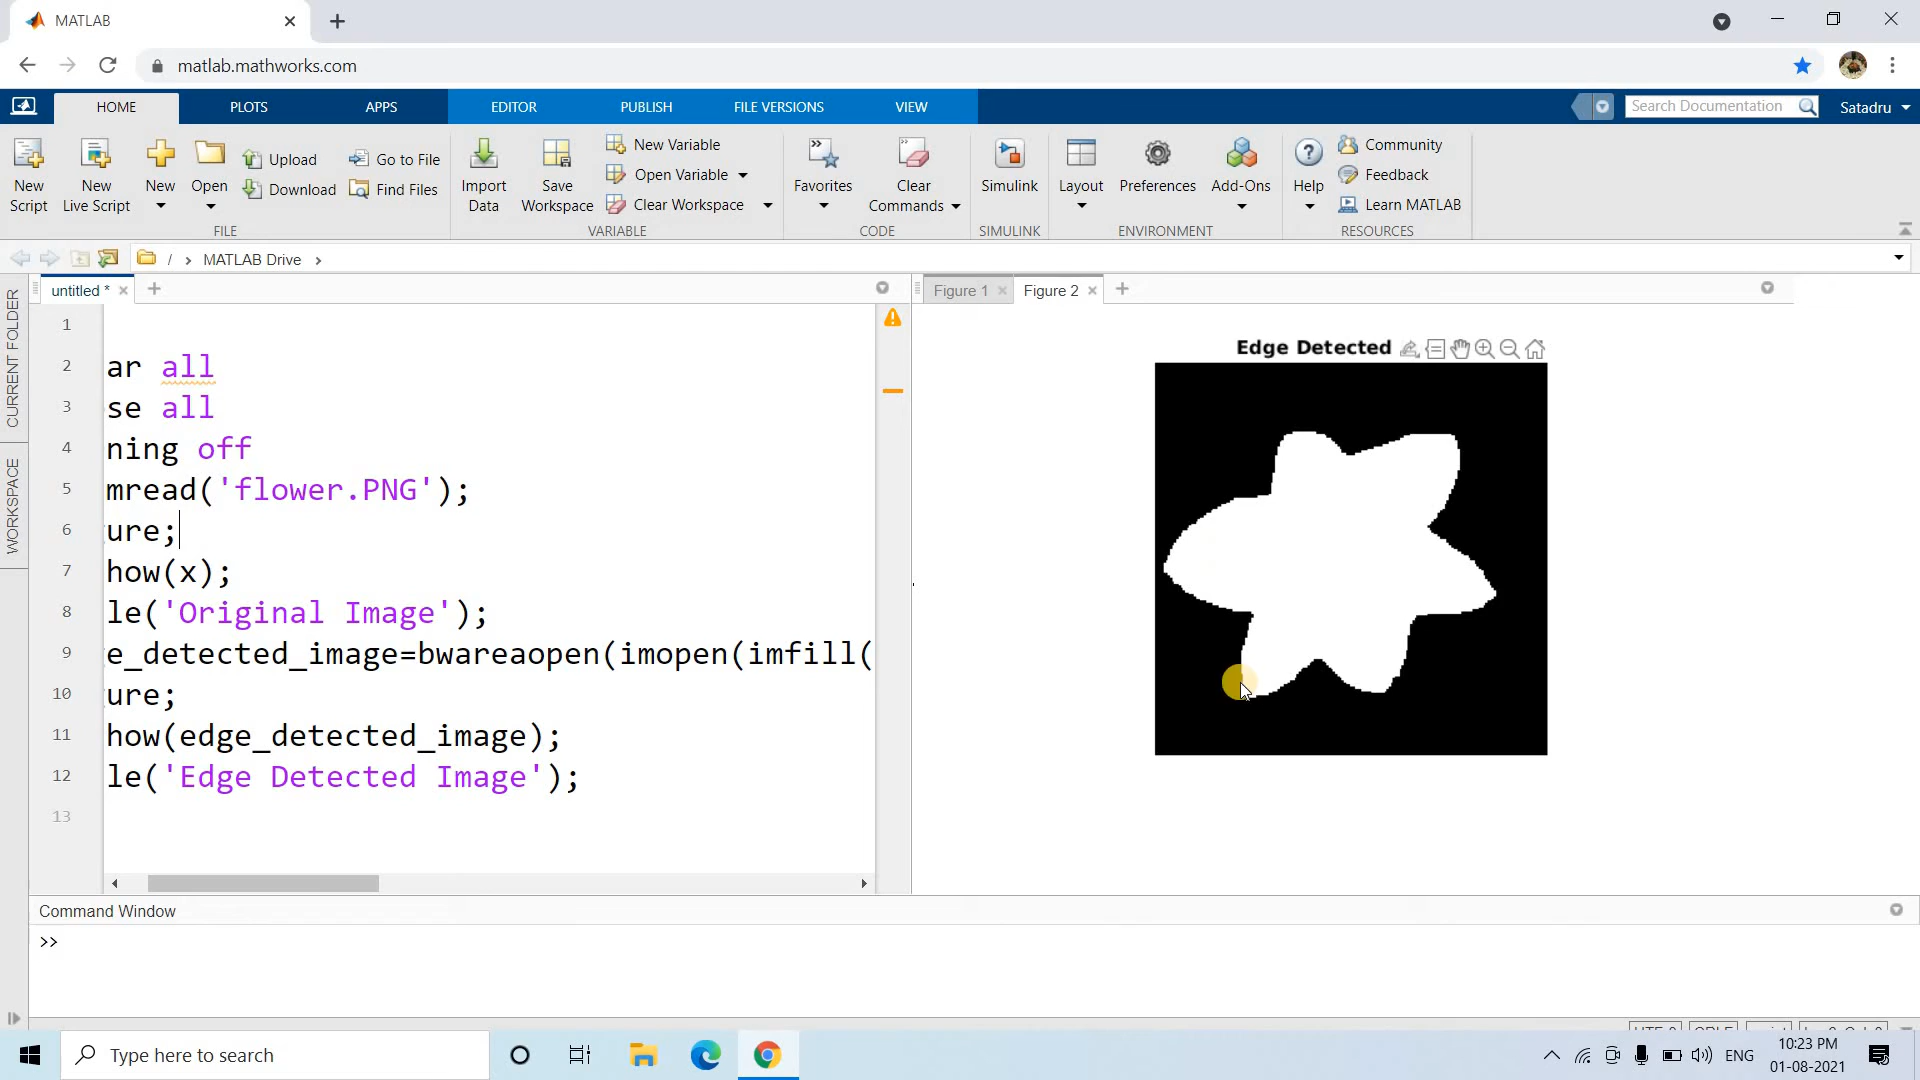 MATLAB
matlab.mathworks.com
HOME
PLOTS
APPS
EDITOR
PUBLISH
FILE VERSIONS
VIEW
Search Documentation
Satadru
New Script
New Live Script
New
Open
Upload
Download
Go to File
Find Files
FILE
Import Data
Save Workspace
New Variable
Open Variable
Clear Workspace
VARIABLE
Favorites
Clear Commands
CODE
Simulink
SIMULINK
Layout
Preferences
Add-Ons
ENVIRONMENT
Help
Community
Feedback
Learn MATLAB
RESOURCES
/ › MATLAB Drive ›
CURRENT FOLDER
WORKSPACE
untitled *
1
2 ar all
3 se all
4 ning off
5 mread('flower.PNG');
6 ure;
7 how(x);
8 le('Original Image');
9 e_detected_image=bwareaopen(imopen(imfill(
10 ure;
11 how(edge_detected_image);
12 le('Edge Detected Image');
13
Figure 1
Figure 2
Edge Detected
Command Window
>>
Type here to search
ENG
10:23 PM
01-08-2021